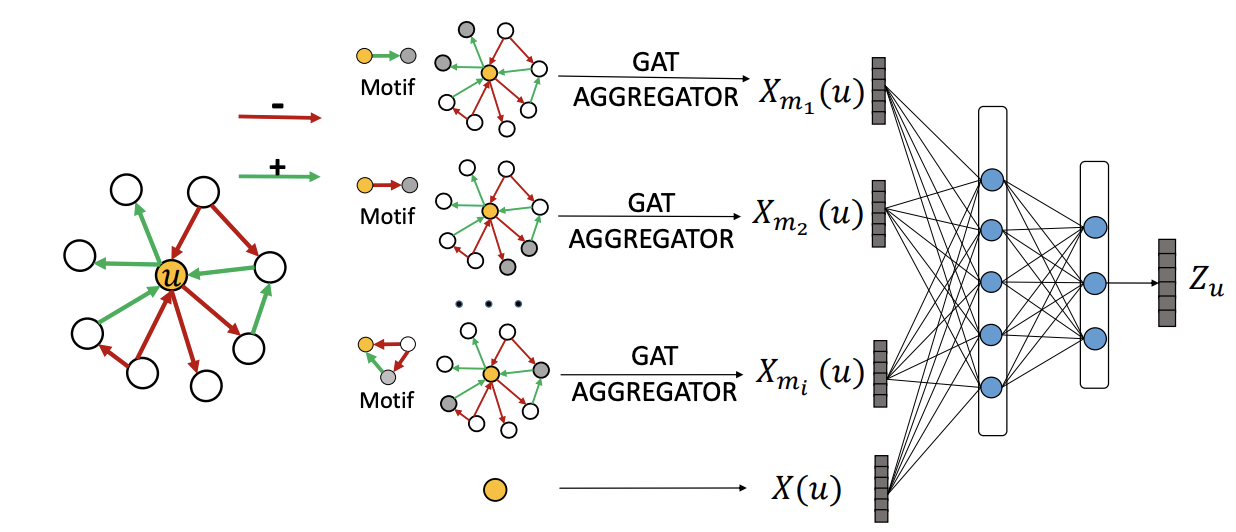 -
+
u
Motif
GAT
AGGREGATOR
X_{m_1}(u)
Motif
GAT
AGGREGATOR
X_{m_2}(u)
. . .
Motif
GAT
AGGREGATOR
X_{m_i}(u)
X(u)
Z_u